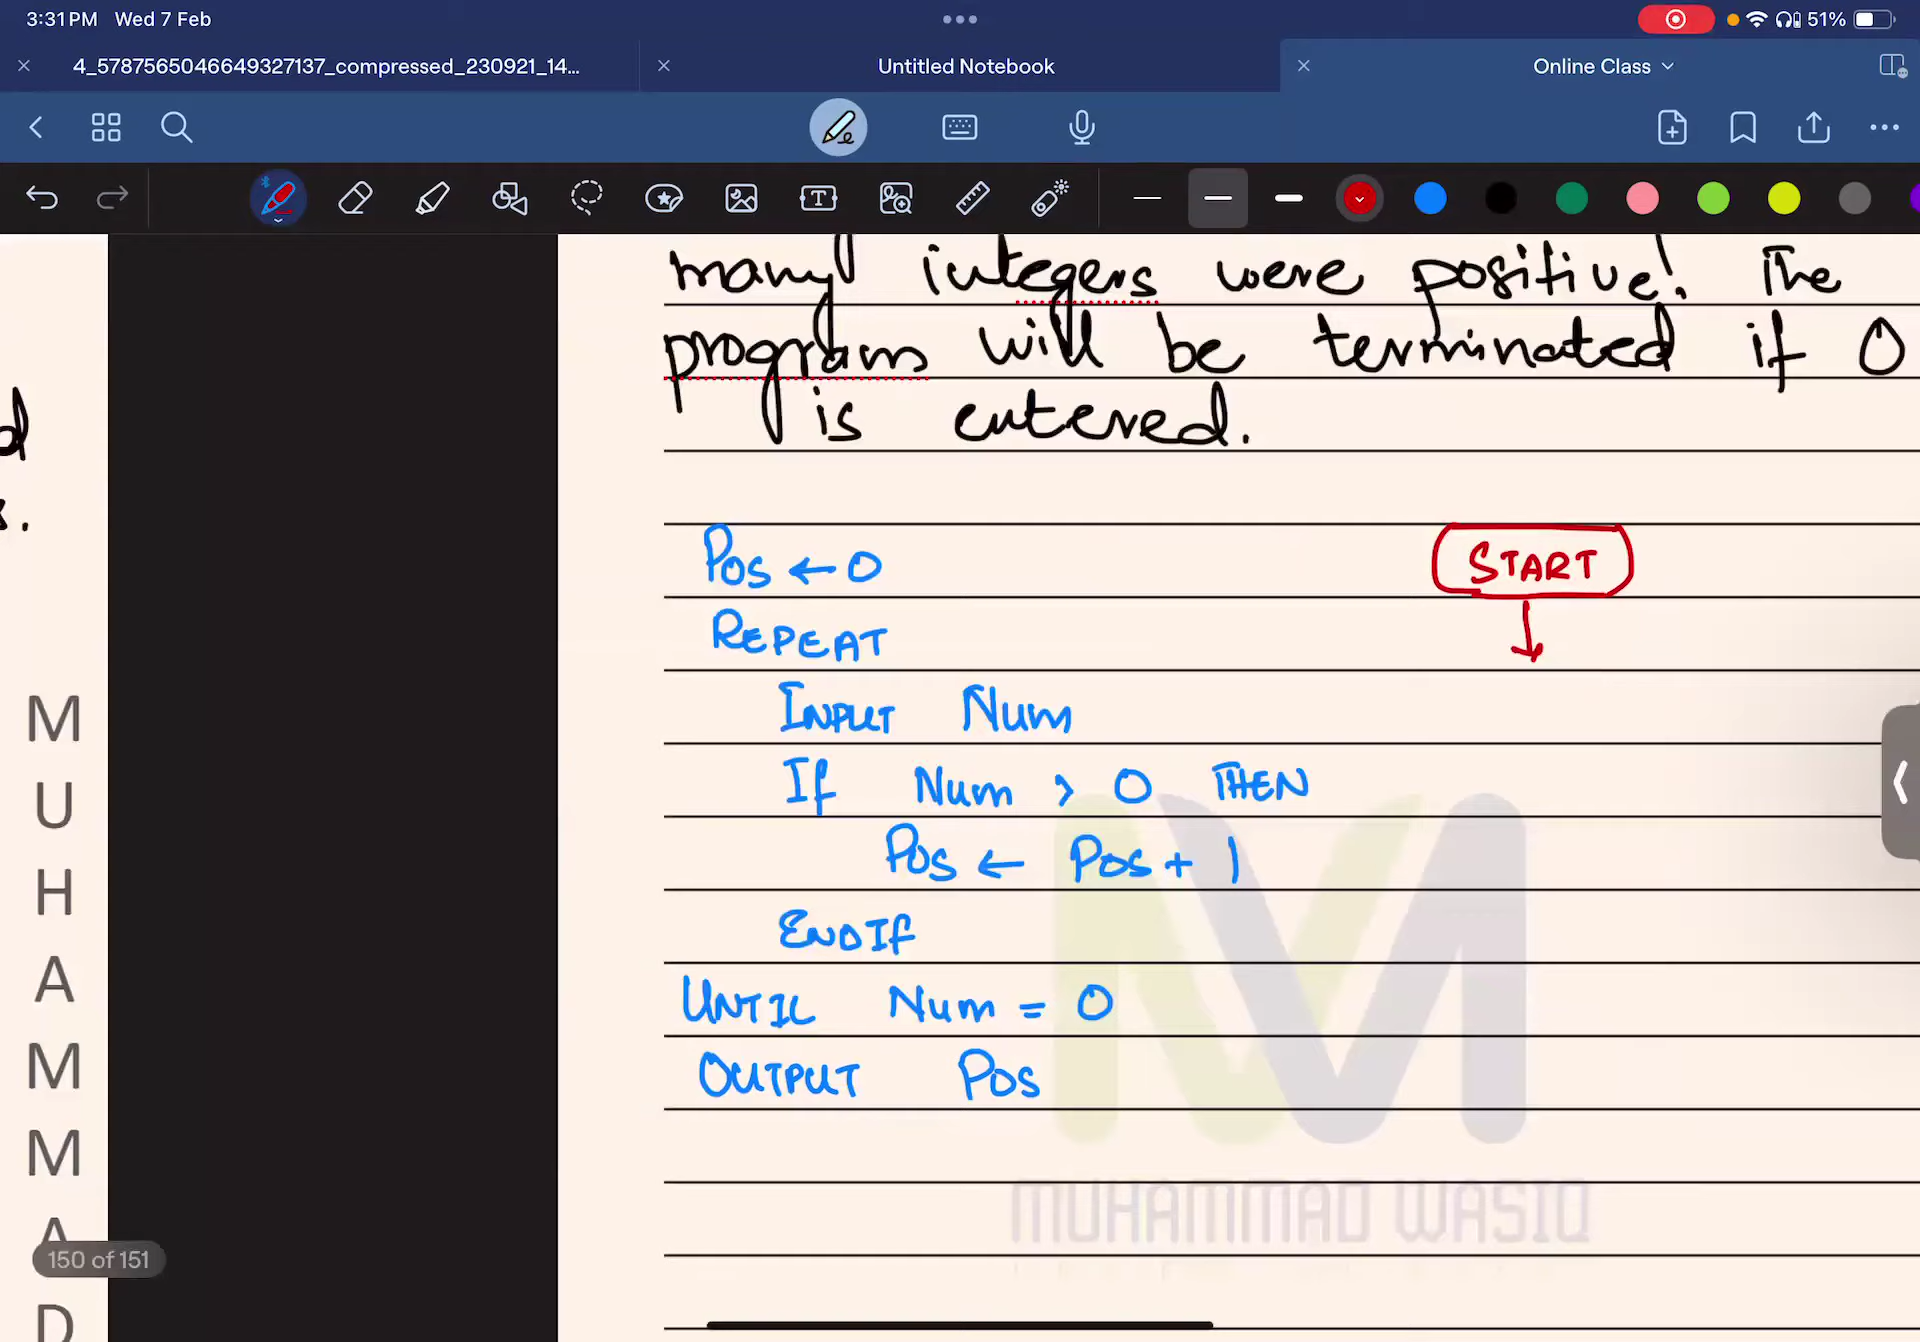 3:31 PM Wed 7 Feb
51%
4_5787565046649327137_compressed_230921_14...
Untitled Notebook
Online Class
many integers were positive! The
programs will be terminated if 0
is entered.
d
s.
Pos ← 0
REPEAT
INPUT Num
If Num > 0 THEN
Pos ← Pos + 1
ENDIf
UNTIL Num = 0
OUTPUT Pos
START
M
U
H
A
M
M
A
D
150 of 151
MUHAMMAD WASIQ